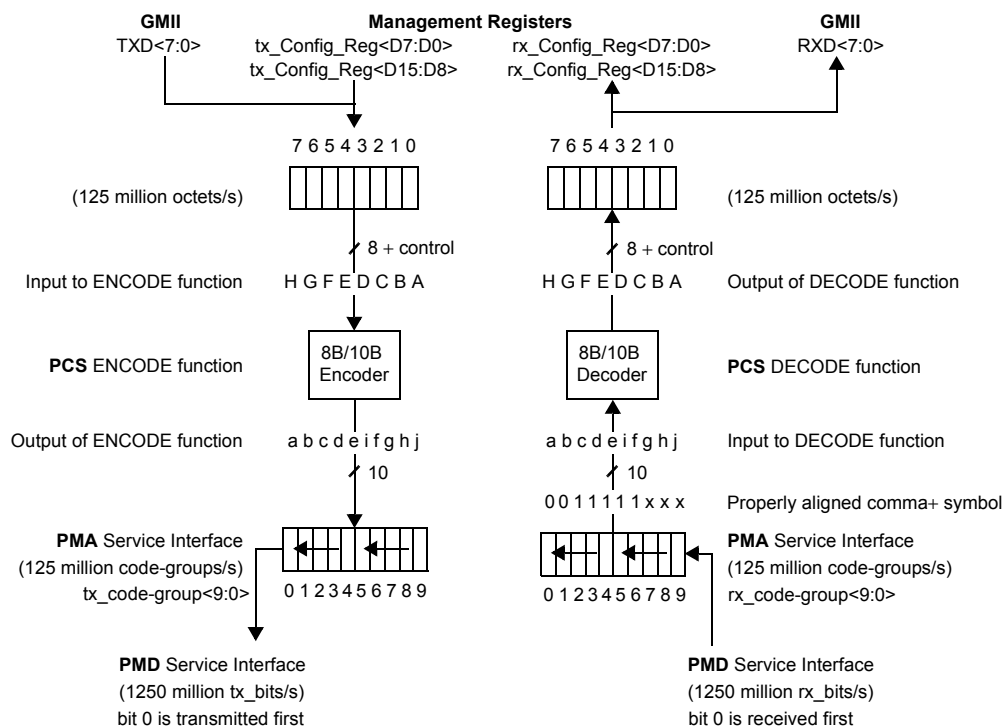 GMII Management Registers GMII
TXD<7:0> tx_Config_Reg<D7:D0> rx_Config_Reg<D7:D0> RXD<7:0>
tx_Config_Reg<D15:D8> rx_Config_Reg<D15:D8>
7 6 5 4 3 2 1 0 7 6 5 4 3 2 1 0
(125 million octets/s) (125 million octets/s)
8 + control 8 + control
Input to ENCODE function H G F E D C B A H G F E D C B A Output of DECODE function
8B/10B 8B/10B
PCS ENCODE function Encoder Decoder PCS DECODE function
Output of ENCODE function a b c d e i f g h j a b c d e i f g h j Input to DECODE function
10 10
0 0 1 1 1 1 1 x x x Properly aligned comma+ symbol
PMA Service Interface PMA Service Interface
(125 million code-groups/s) (125 million code-groups/s)
tx_code-group<9:0> 0 1 2 3 4 5 6 7 8 9 0 1 2 3 4 5 6 7 8 9 rx_code-group<9:0>
PMD Service Interface PMD Service Interface
(1250 million tx_bits/s) (1250 million rx_bits/s)
bit 0 is transmitted first bit 0 is received first